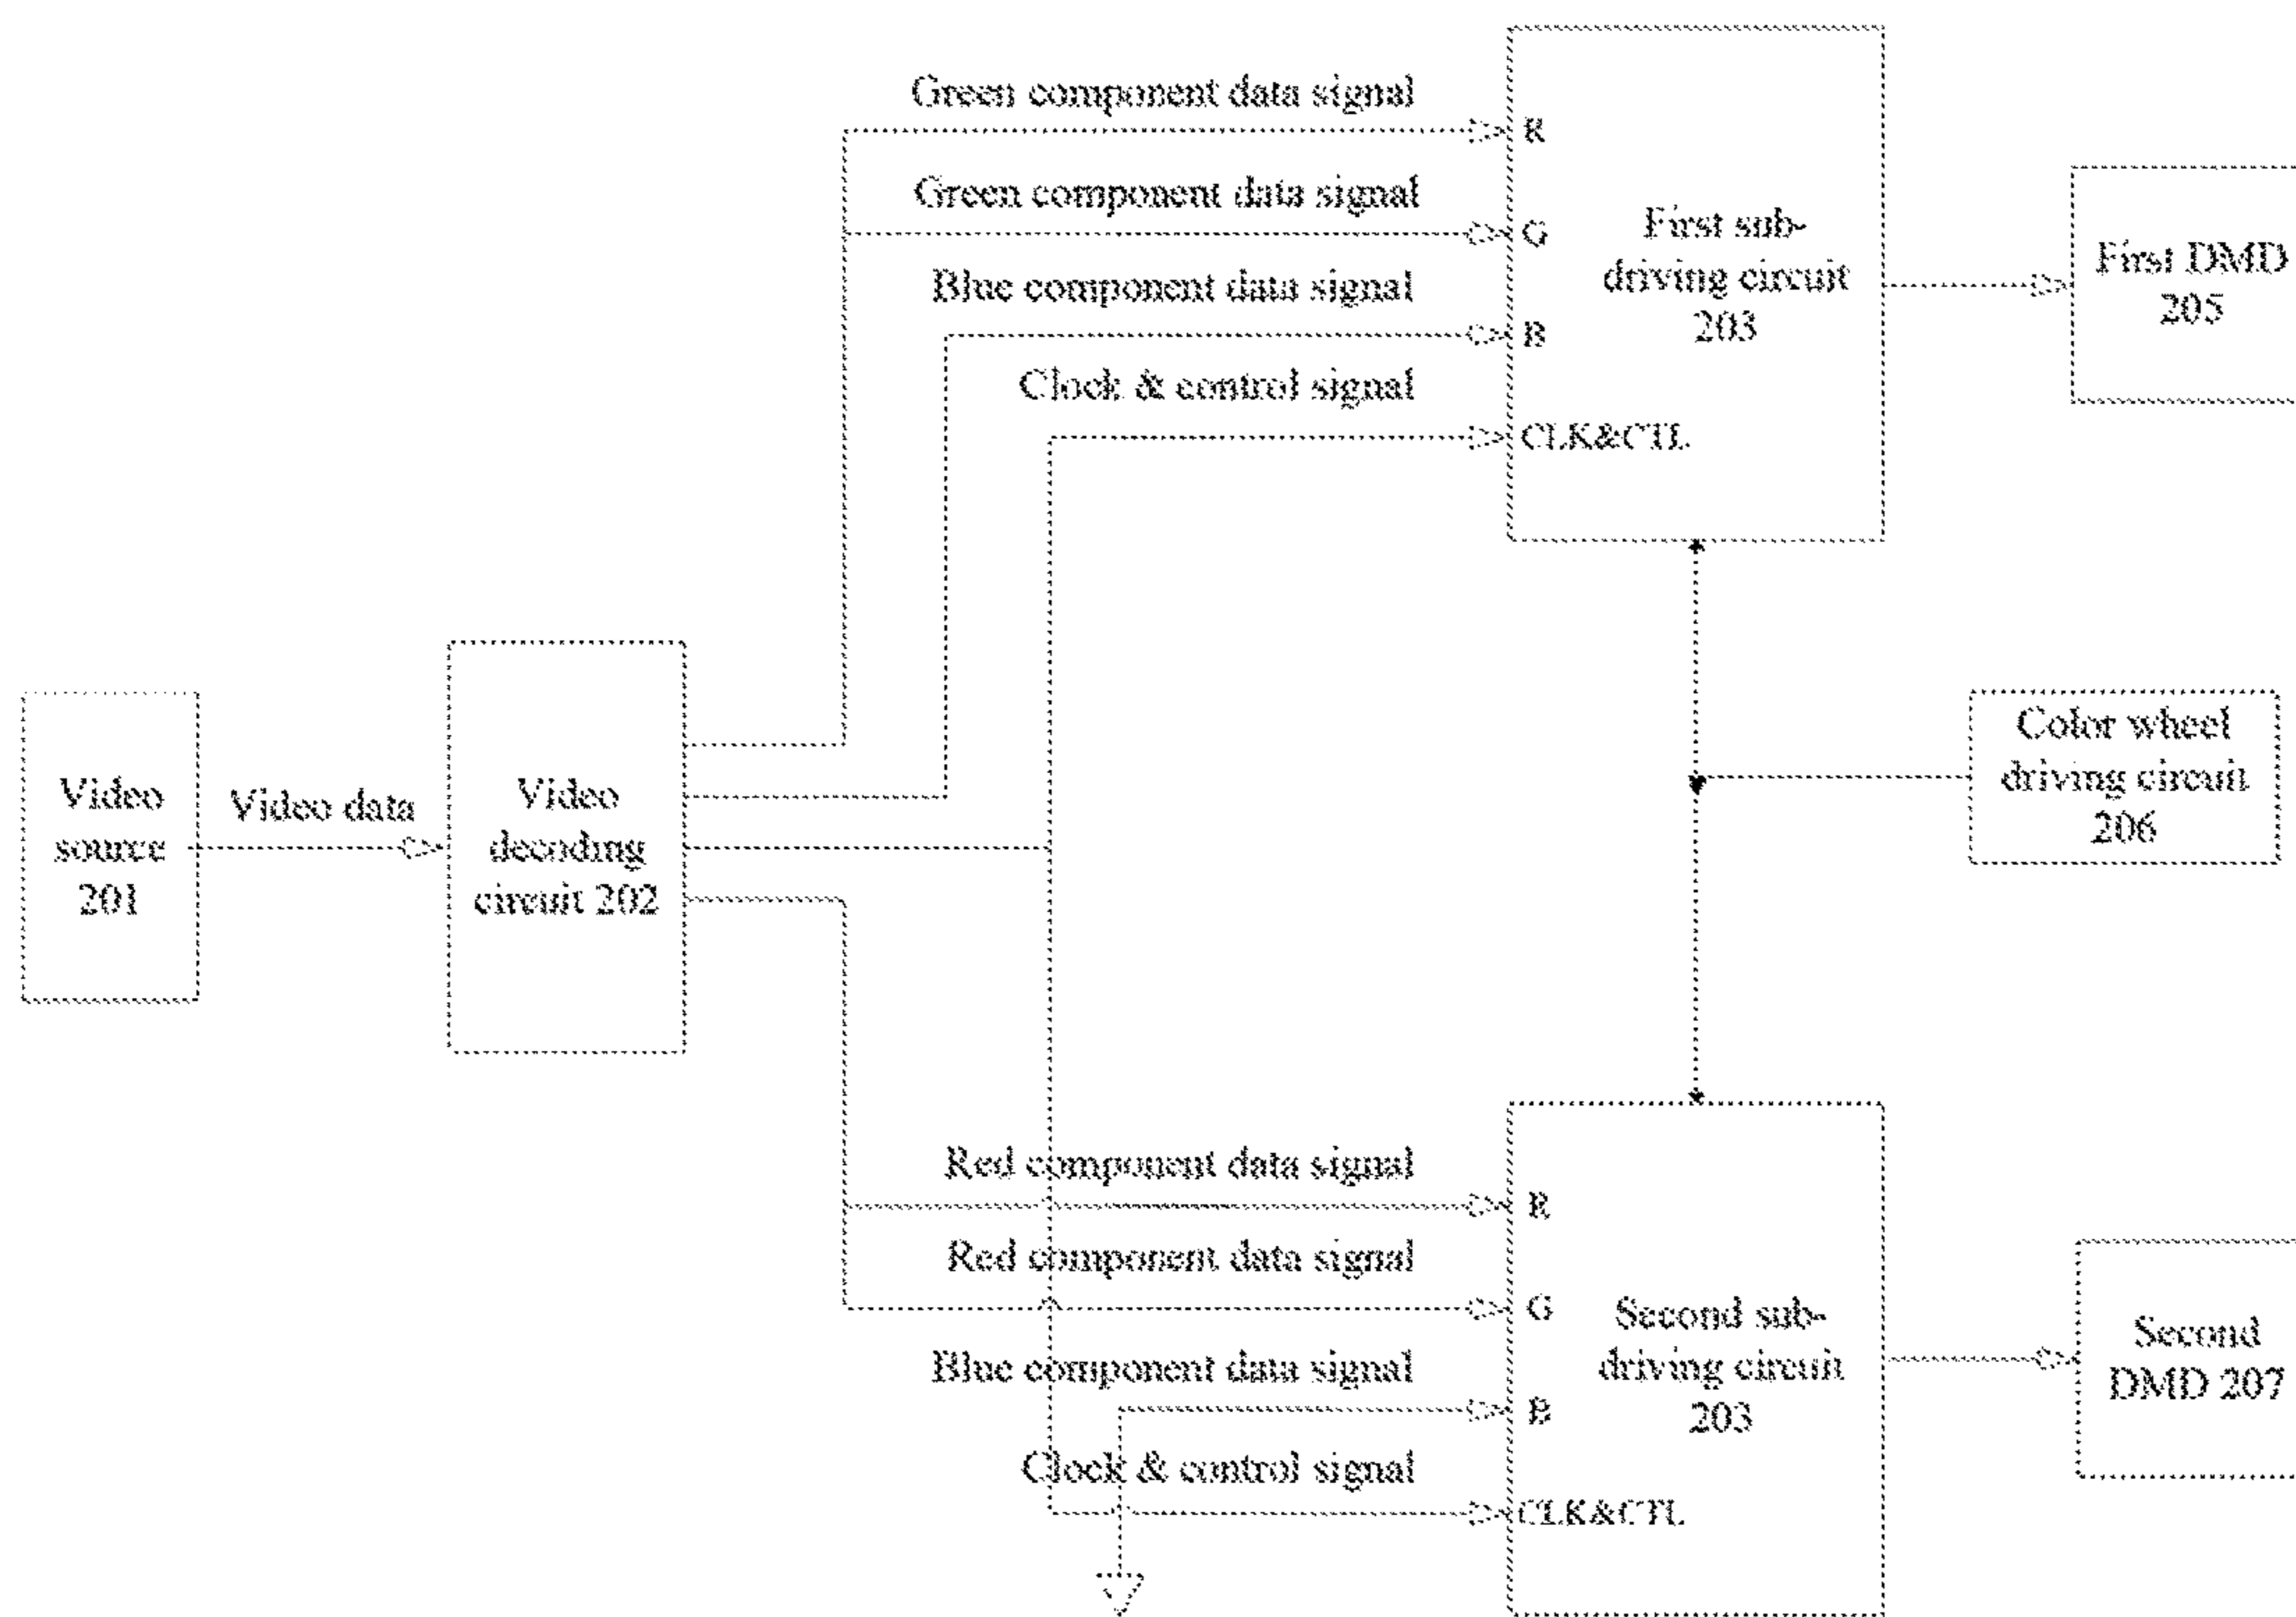 Green component data signal
R
Green component data signal
G
Blue component data signal
B
Clock & control signal
CLK&CTL
First sub-
driving circuit
203
First DMD
205
Video
source
201
Video data
Video
decoding
circuit 202
Color wheel
driving circuit
206
Red component data signal
R
Red component data signal
G
Blue component data signal
B
Clock & control signal
CLK&CTL
Second sub-
driving circuit
203
Second
DMD 207